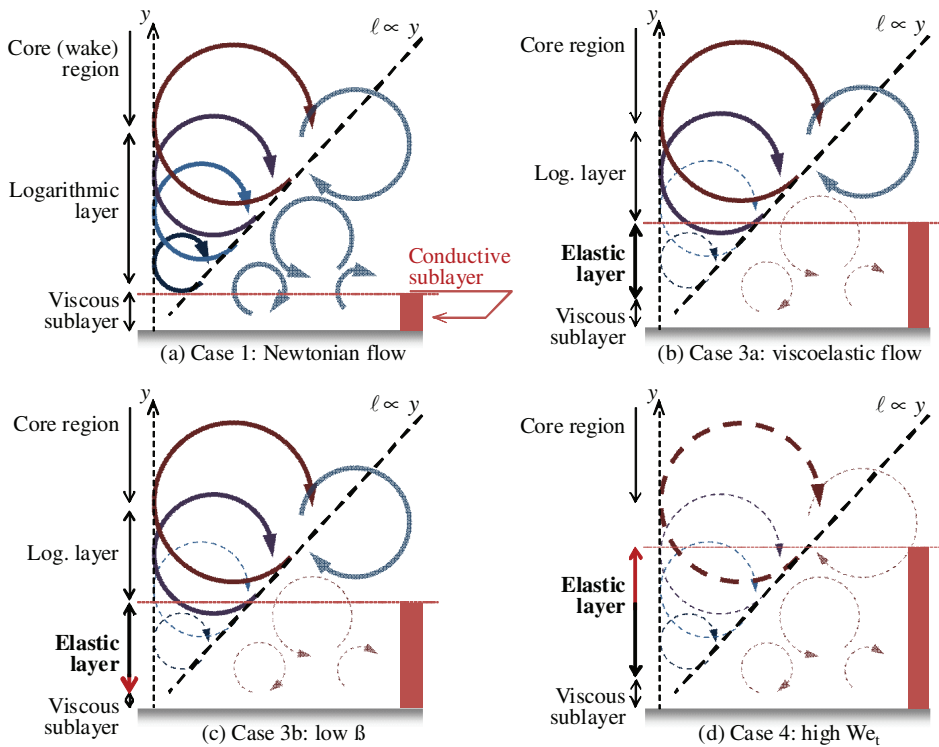 y
ℓ ∝ y
Core (wake)
region
Logarithmic
layer
Conductive
sublayer
Viscous
sublayer
(a) Case 1: Newtonian flow
y
ℓ ∝ y
Core region
Log. layer
Elastic
layer
Viscous
sublayer
(b) Case 3a: viscoelastic flow
y
ℓ ∝ y
Core region
Log. layer
Elastic
layer
Viscous
sublayer
(c) Case 3b: low ß
y
ℓ ∝ y
Core region
Elastic
layer
Viscous
sublayer
(d) Case 4: high Weₜ